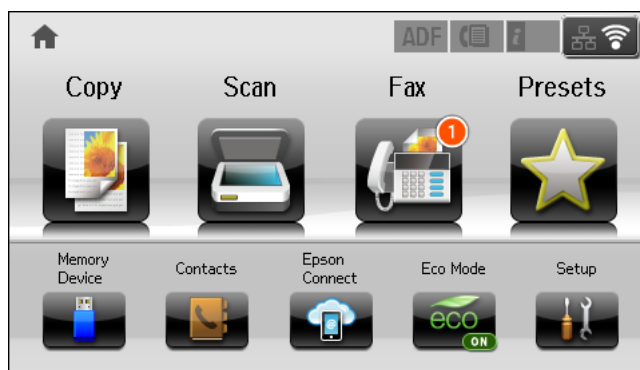 ADF i
Copy Scan Fax Presets
1
Memory Device Contacts Epson Connect Eco Mode Setup
@ eco
ON